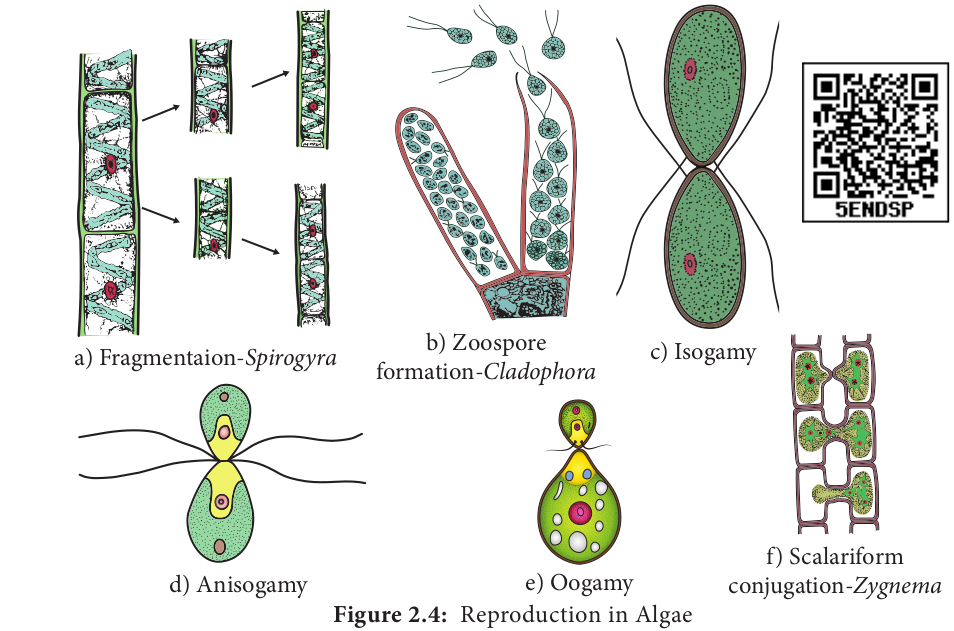 5ENDSP
a) Fragmentaion-Spirogyra
b) Zoospore
formation-Cladophora
c) Isogamy
d) Anisogamy
e) Oogamy
f) Scalariform
conjugation-Zygnema
Figure 2.4: Reproduction in Algae